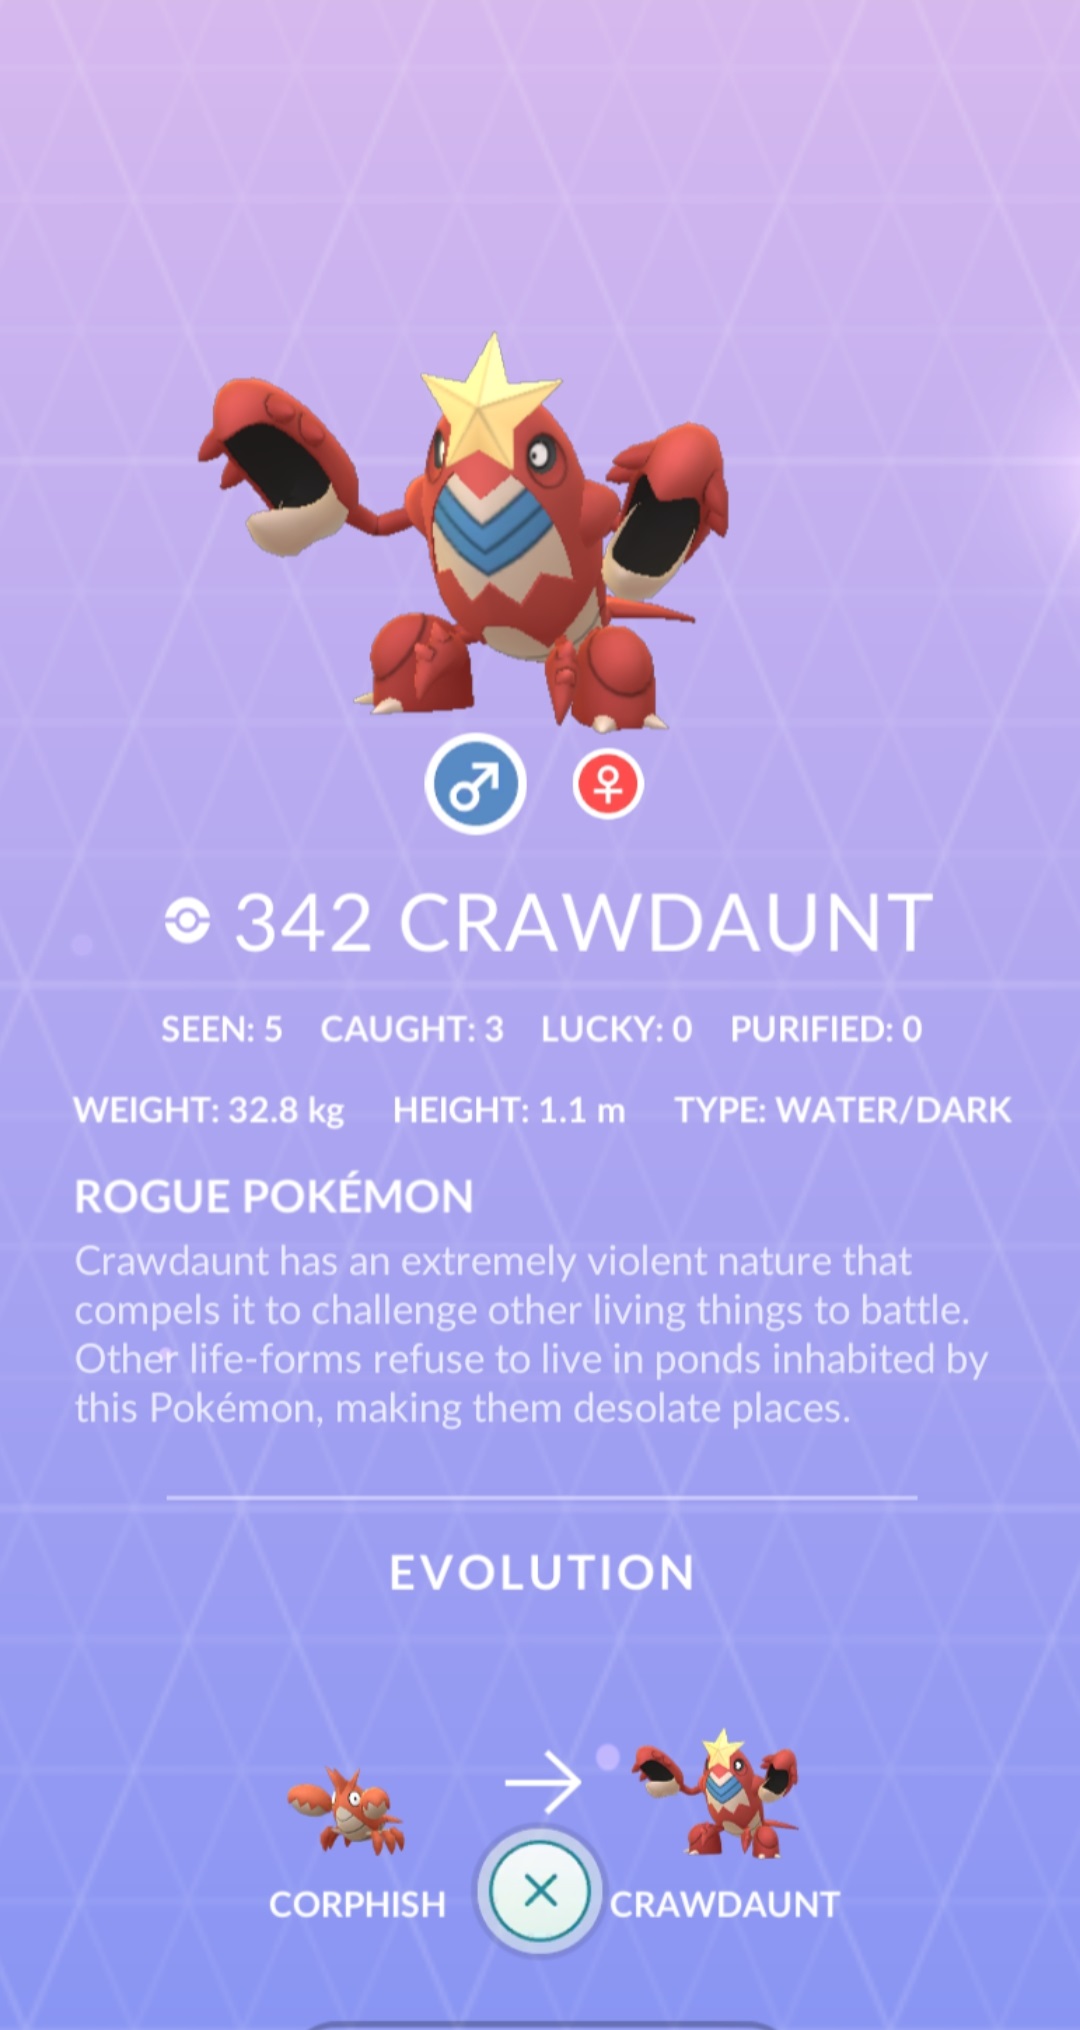 342 CRAWDAUNT
SEEN: 5 CAUGHT: 3 LUCKY: 0 PURIFIED: 0
WEIGHT: 32.8 kg HEIGHT: 1.1 m TYPE: WATER/DARK
ROGUE POKÉMON
Crawdaunt has an extremely violent nature that
compels it to challenge other living things to battle.
Other life-forms refuse to live in ponds inhabited by
this Pokémon, making them desolate places.
EVOLUTION
CORPHISH CRAWDAUNT